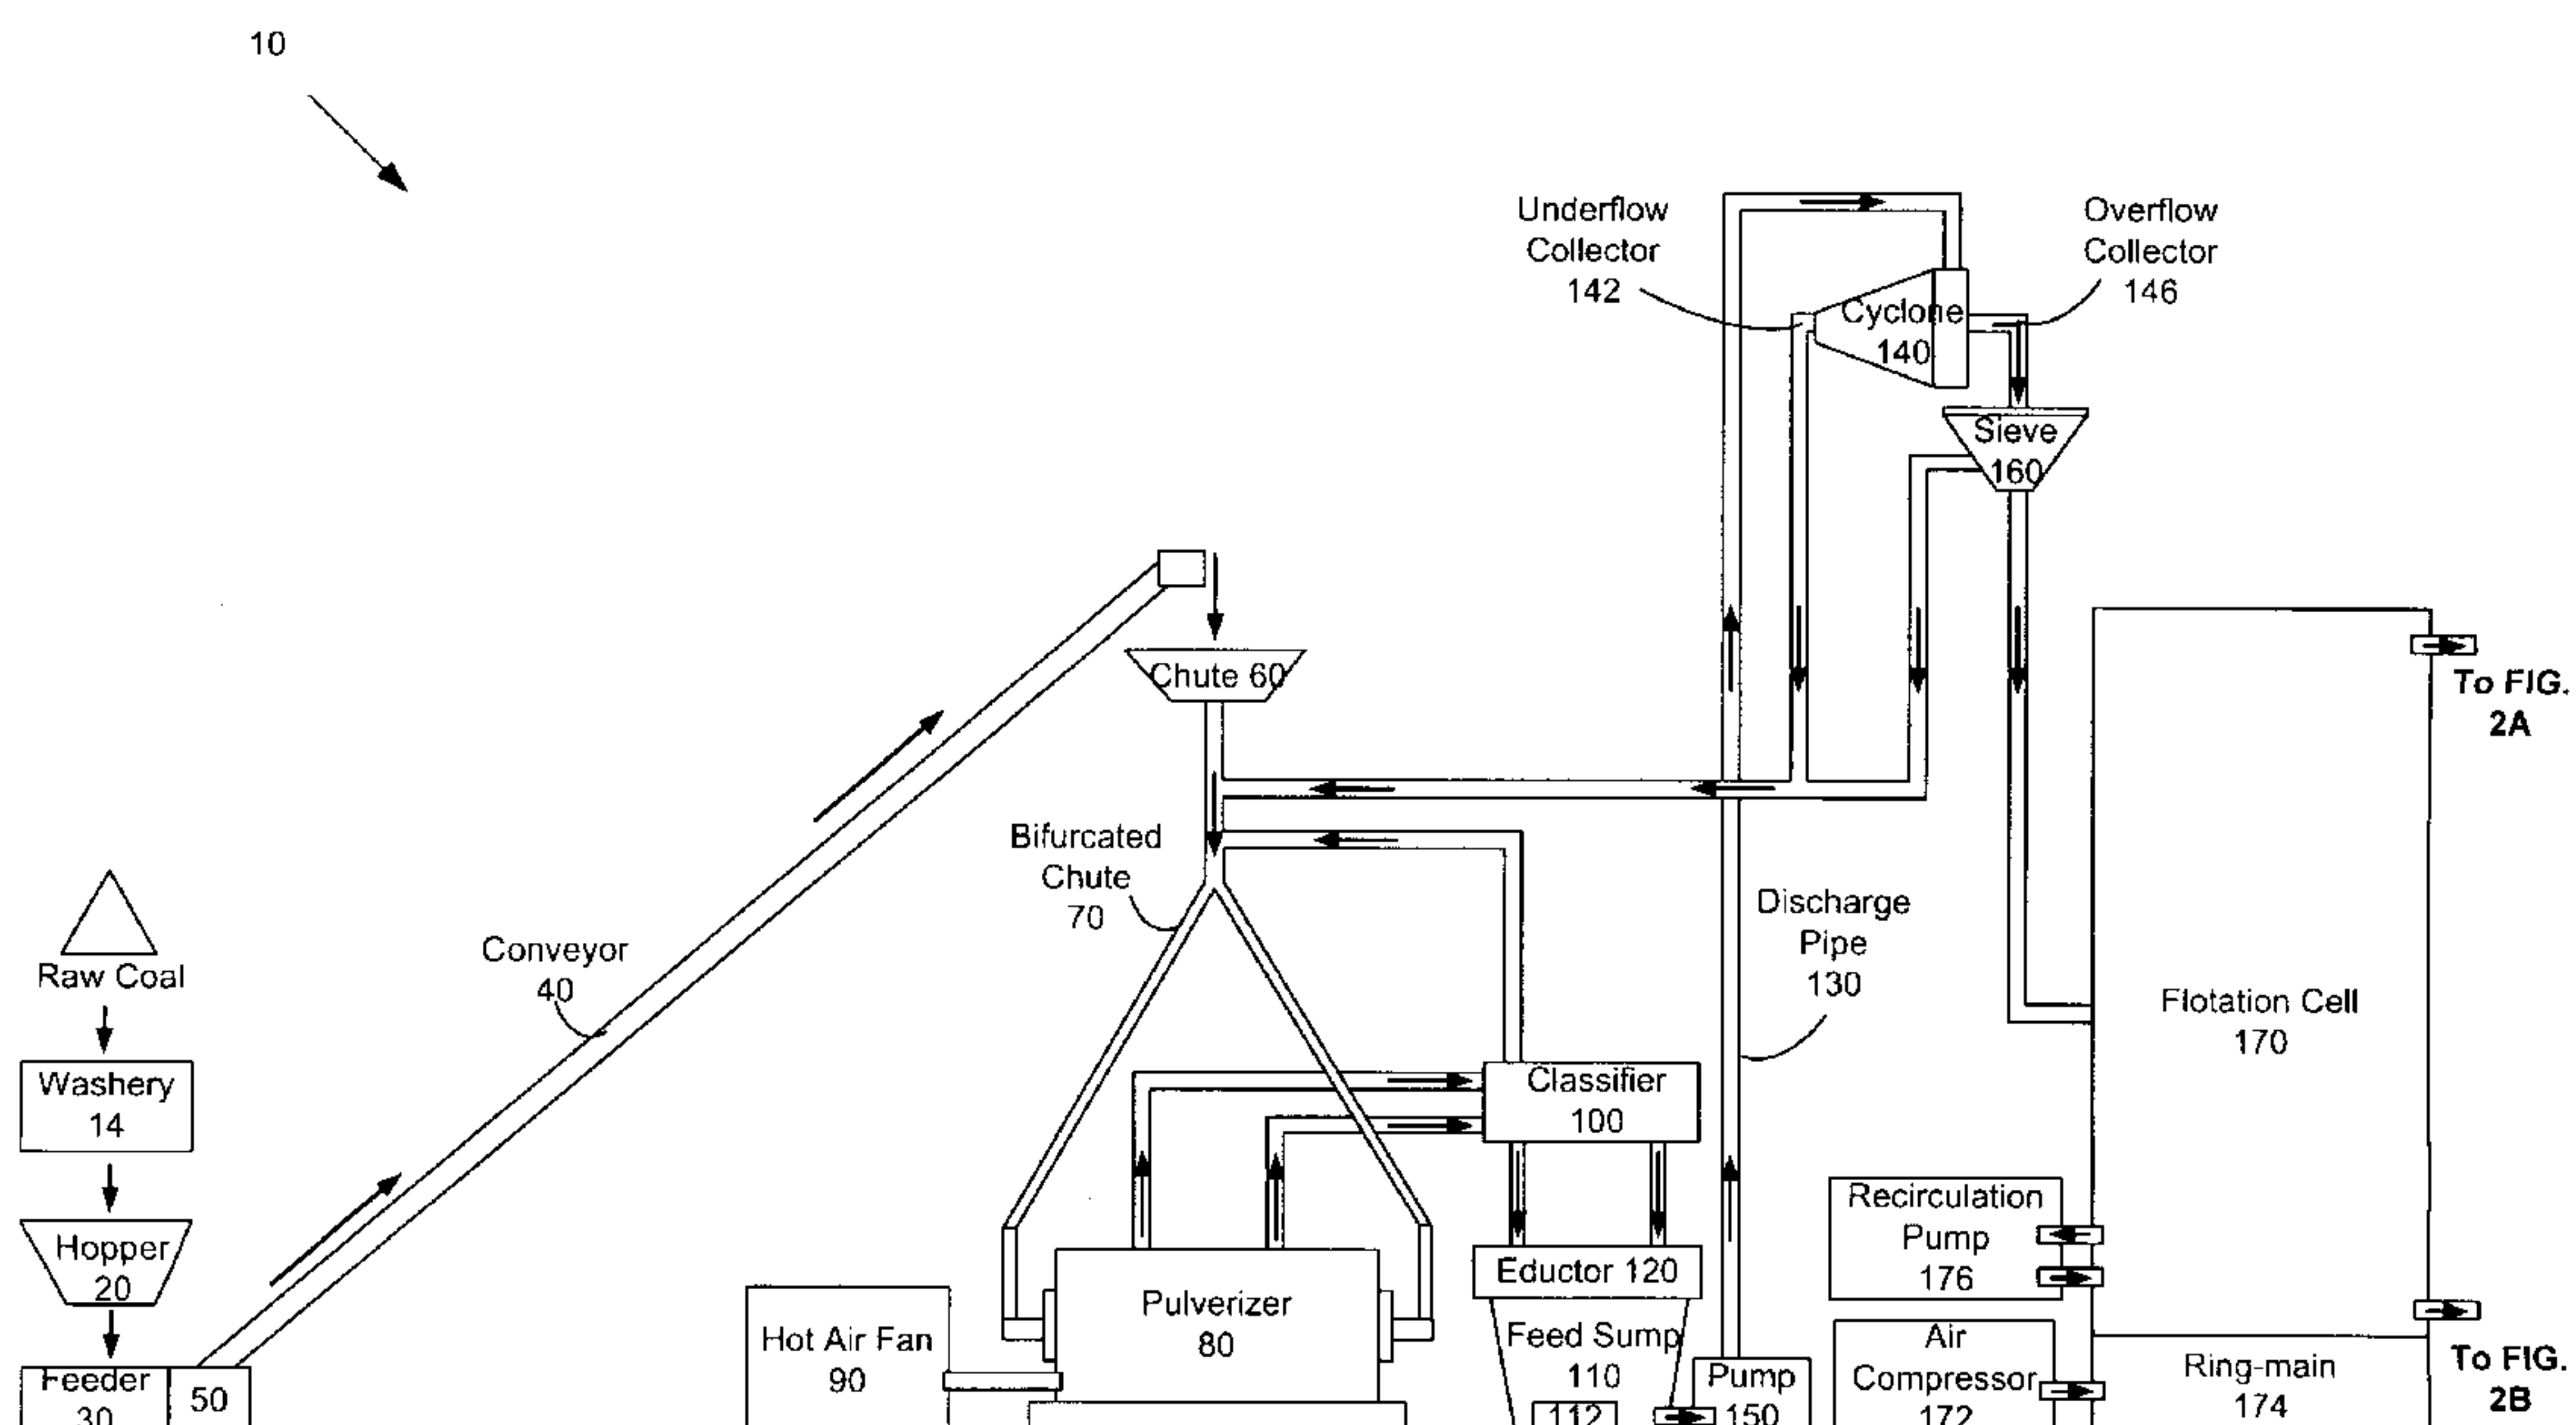 10
Underflow
Collector
142
Overflow
Collector
146
Cyclone
140
Sieve
160
Chute 60
To FIG.
2A
Bifurcated
Chute
70
Discharge
Pipe
130
Conveyor
40
Raw Coal
Flotation Cell
170
Washery
14
Classifier
100
Recirculation
Pump
176
Hopper
20
Eductor 120
Pulverizer
80
Hot Air Fan
90
Feed Sump
110
112
Pump
150
Air
Compressor
172
Ring-main
174
To FIG.
2B
Feeder
30
50